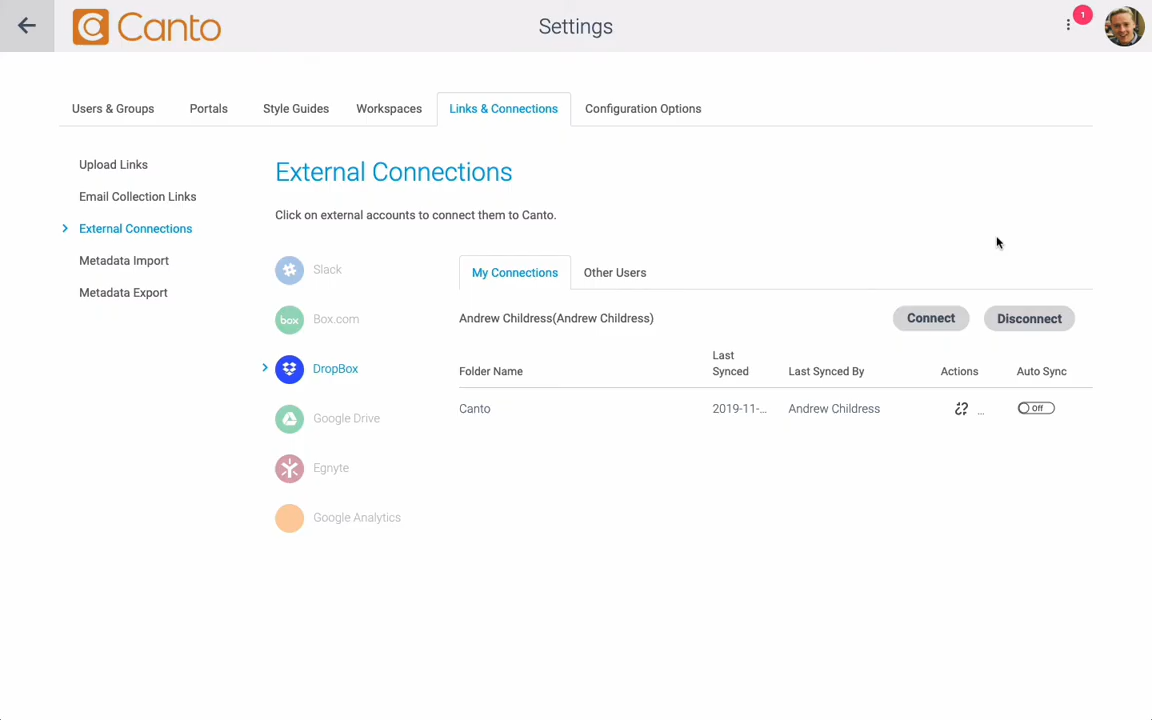 Canto
Settings
1
Users & Groups
Portals
Style Guides
Workspaces
Links & Connections
Configuration Options
Upload Links
Email Collection Links
External Connections
Metadata Import
Metadata Export
External Connections
Click on external accounts to connect them to Canto.
Slack
box
Box.com
DropBox
Google Drive
Egnyte
Google Analytics
My Connections
Other Users
Andrew Childress(Andrew Childress)
Connect
Disconnect
Folder Name
Last
Synced
Last Synced By
Actions
Auto Sync
Canto
2019-11-...
Andrew Childress
...
Off